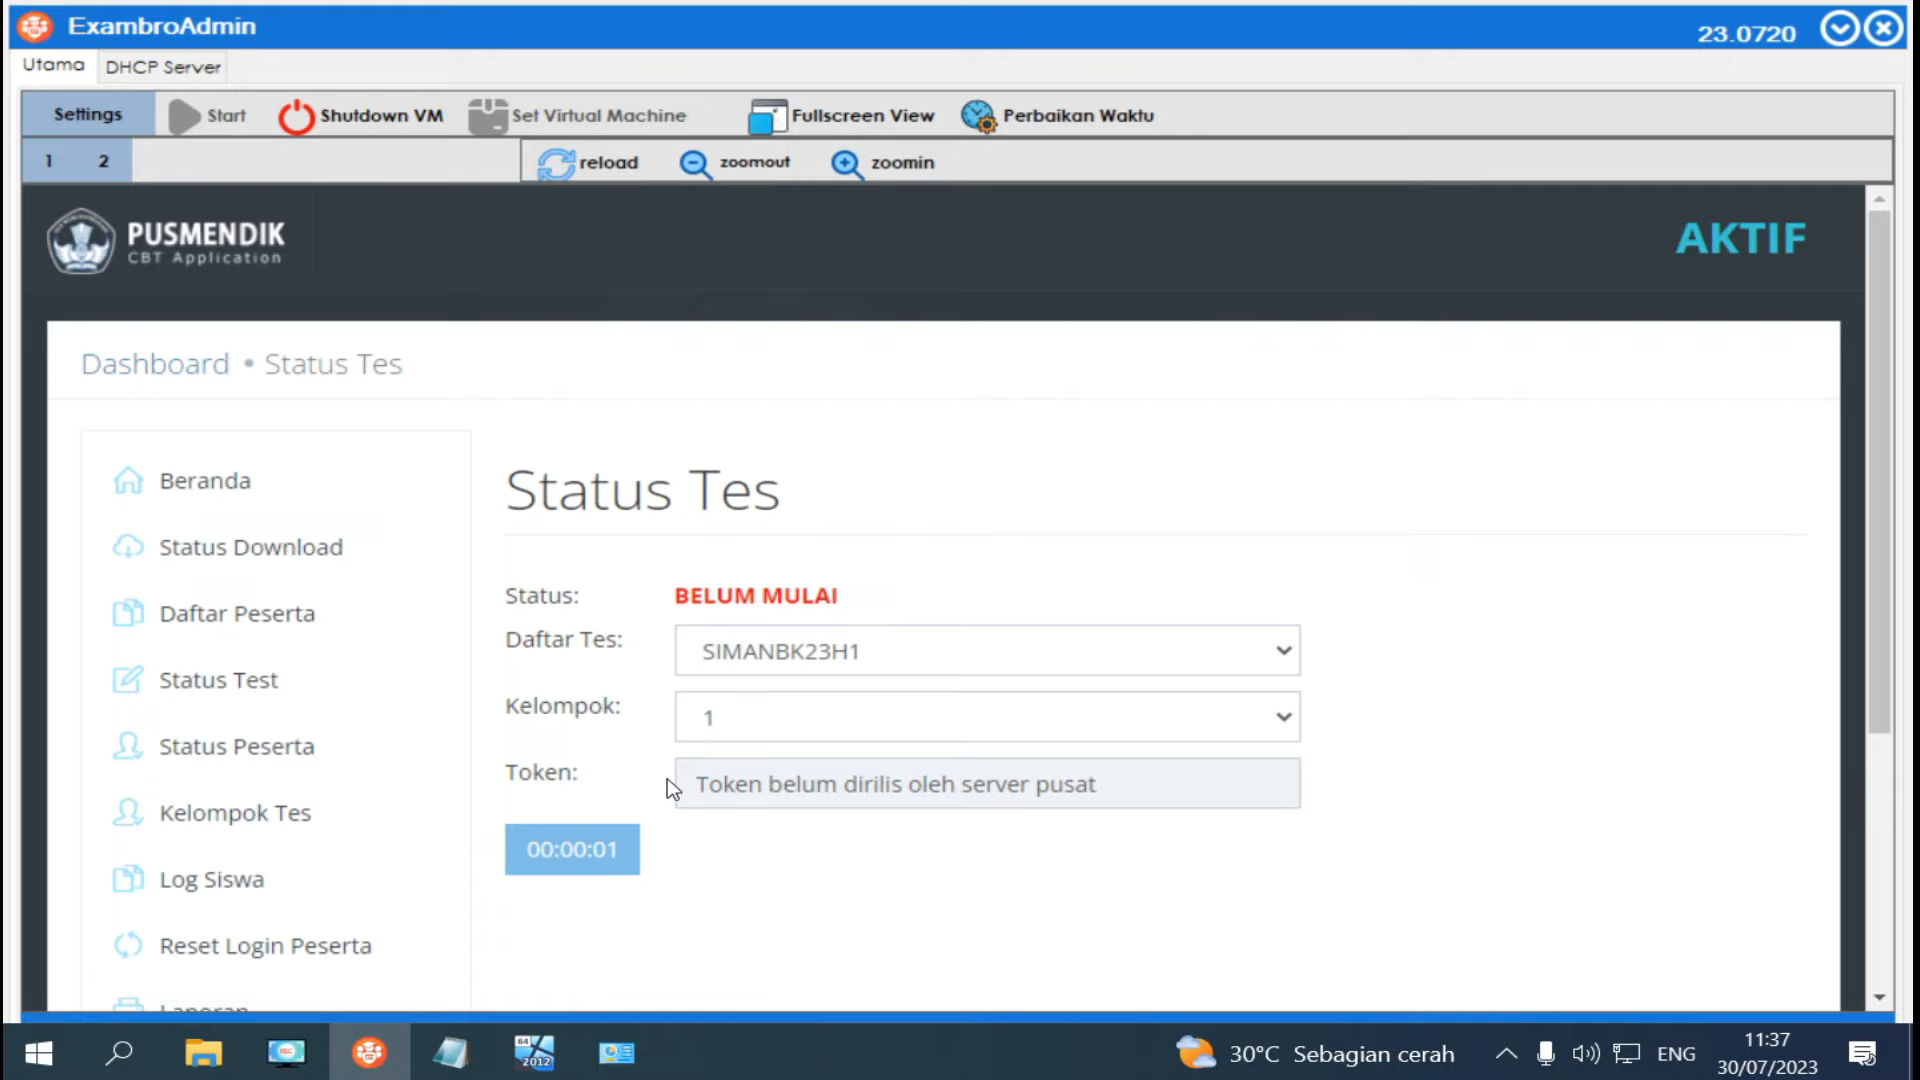 ExambroAdmin
23.0720
Utama
DHCP Server
Settings
Start
Shutdown VM
Set Virtual Machine
Fullscreen View
Perbaikan Waktu
1
2
reload
zoomout
zoomin
PUSMENDIK
CBT Application
AKTIF
Dashboard • Status Tes
Beranda
Status Download
Daftar Peserta
Status Test
Status Peserta
Kelompok Tes
Log Siswa
Reset Login Peserta
Laporan
Status Tes
Status:
BELUM MULAI
Daftar Tes:
SIMANBK23H1
Kelompok:
1
Token:
Token belum dirilis oleh server pusat
00:00:01
64
2012
30°C Sebagian cerah
ENG
11:37
30/07/2023